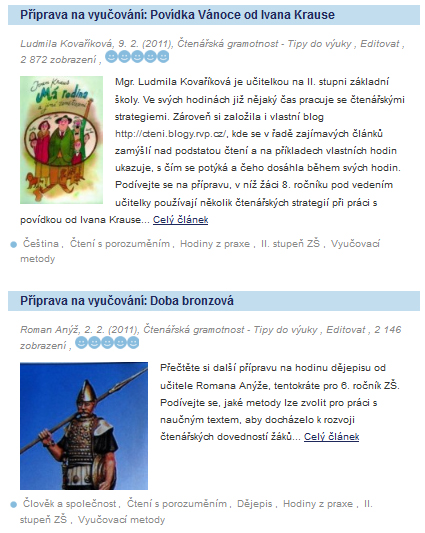 Příprava na vyučování: Povídka Vánoce od Ivana Krause
Ludmila Kovaříková, 9. 2. (2011), Čtenářská gramotnost - Tipy do výuky , Editovat ,
2 872 zobrazení ,
Ivan Kraus
Má rodina
Mgr. Ludmila Kovaříková je učitelkou na II. stupni základní
školy. Ve svých hodinách již nějaký čas pracuje se čtenářskými
strategiemi. Zároveň si založila i vlastní blog
http://cteni.blogy.rvp.cz/, kde se v řadě zajímavých článků
zamýšlí nad podstatou čtení a na příkladech vlastních hodin
ukazuje, s čím se potýká a čeho dosáhla během svých hodin.
Podívejte se na přípravu, v níž žáci 8. ročníku pod vedením
učitelky používají několik čtenářských strategií při práci s
povídkou od Ivana Krause... Celý článek
Čeština , Čtení s porozuměním , Hodiny z praxe , II. stupeň ZŠ , Vyučovací
metody
Příprava na vyučování: Doba bronzová
Roman Anýž, 2. 2. (2011), Čtenářská gramotnost - Tipy do výuky , Editovat , 2 146
zobrazení ,
Přečtěte si další přípravu na hodinu dějepisu od
učitele Romana Anýže, tentokráte pro 6. ročník ZŠ.
Podívejte se, jaké metody lze zvolit pro práci s
naučným textem, aby docházelo k rozvoji
čtenářských dovedností žáků... Celý článek
Člověk a společnost , Čtení s porozuměním , Dějepis , Hodiny z praxe , II.
stupeň ZŠ , Vyučovací metody